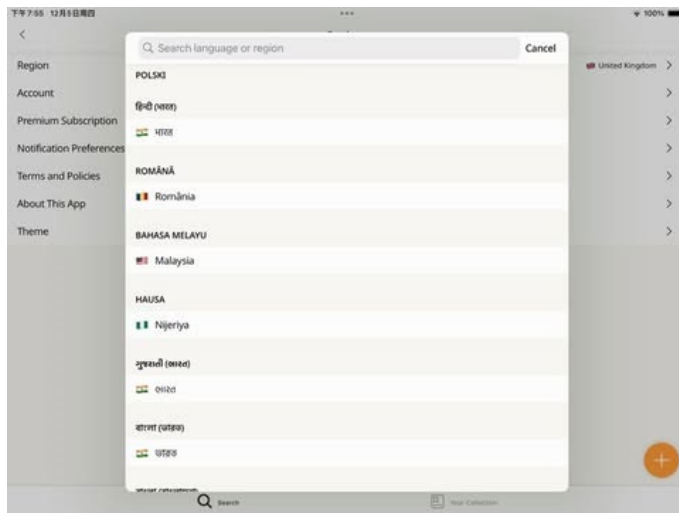 下午7:55 12月5日周四
100%
Search language or region
Cancel
Region
United Kingdom
Account
Premium Subscription
Notification Preferences
Terms and Policies
About This App
Theme
POLSKI
हिन्दी (भारत)
भारत
ROMÂNĂ
România
BAHASA MELAYU
Malaysia
HAUSA
Nijeriya
ગુજરાતી (ભારત)
ભારત
বাংলা (ভারত)
ভারত
Search
Your Collection